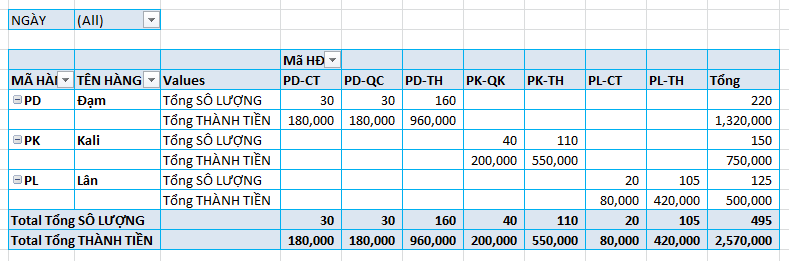 NGÀY (All)
Mã HĐ
MÃ HÀI TÊN HÀNG Values PD-CT PD-QC PD-TH PK-QK PK-TH PL-CT PL-TH Tổng
PD Đạm Tổng SÔ LƯỢNG 30 30 160 220
Tổng THÀNH TIỀN 180,000 180,000 960,000 1,320,000
PK Kali Tổng SÔ LƯỢNG 40 110 150
Tổng THÀNH TIỀN 200,000 550,000 750,000
PL Lân Tổng SÔ LƯỢNG 20 105 125
Tổng THÀNH TIỀN 80,000 420,000 500,000
Total Tổng SÔ LƯỢNG 30 30 160 40 110 20 105 495
Total Tổng THÀNH TIỀN 180,000 180,000 960,000 200,000 550,000 80,000 420,000 2,570,000